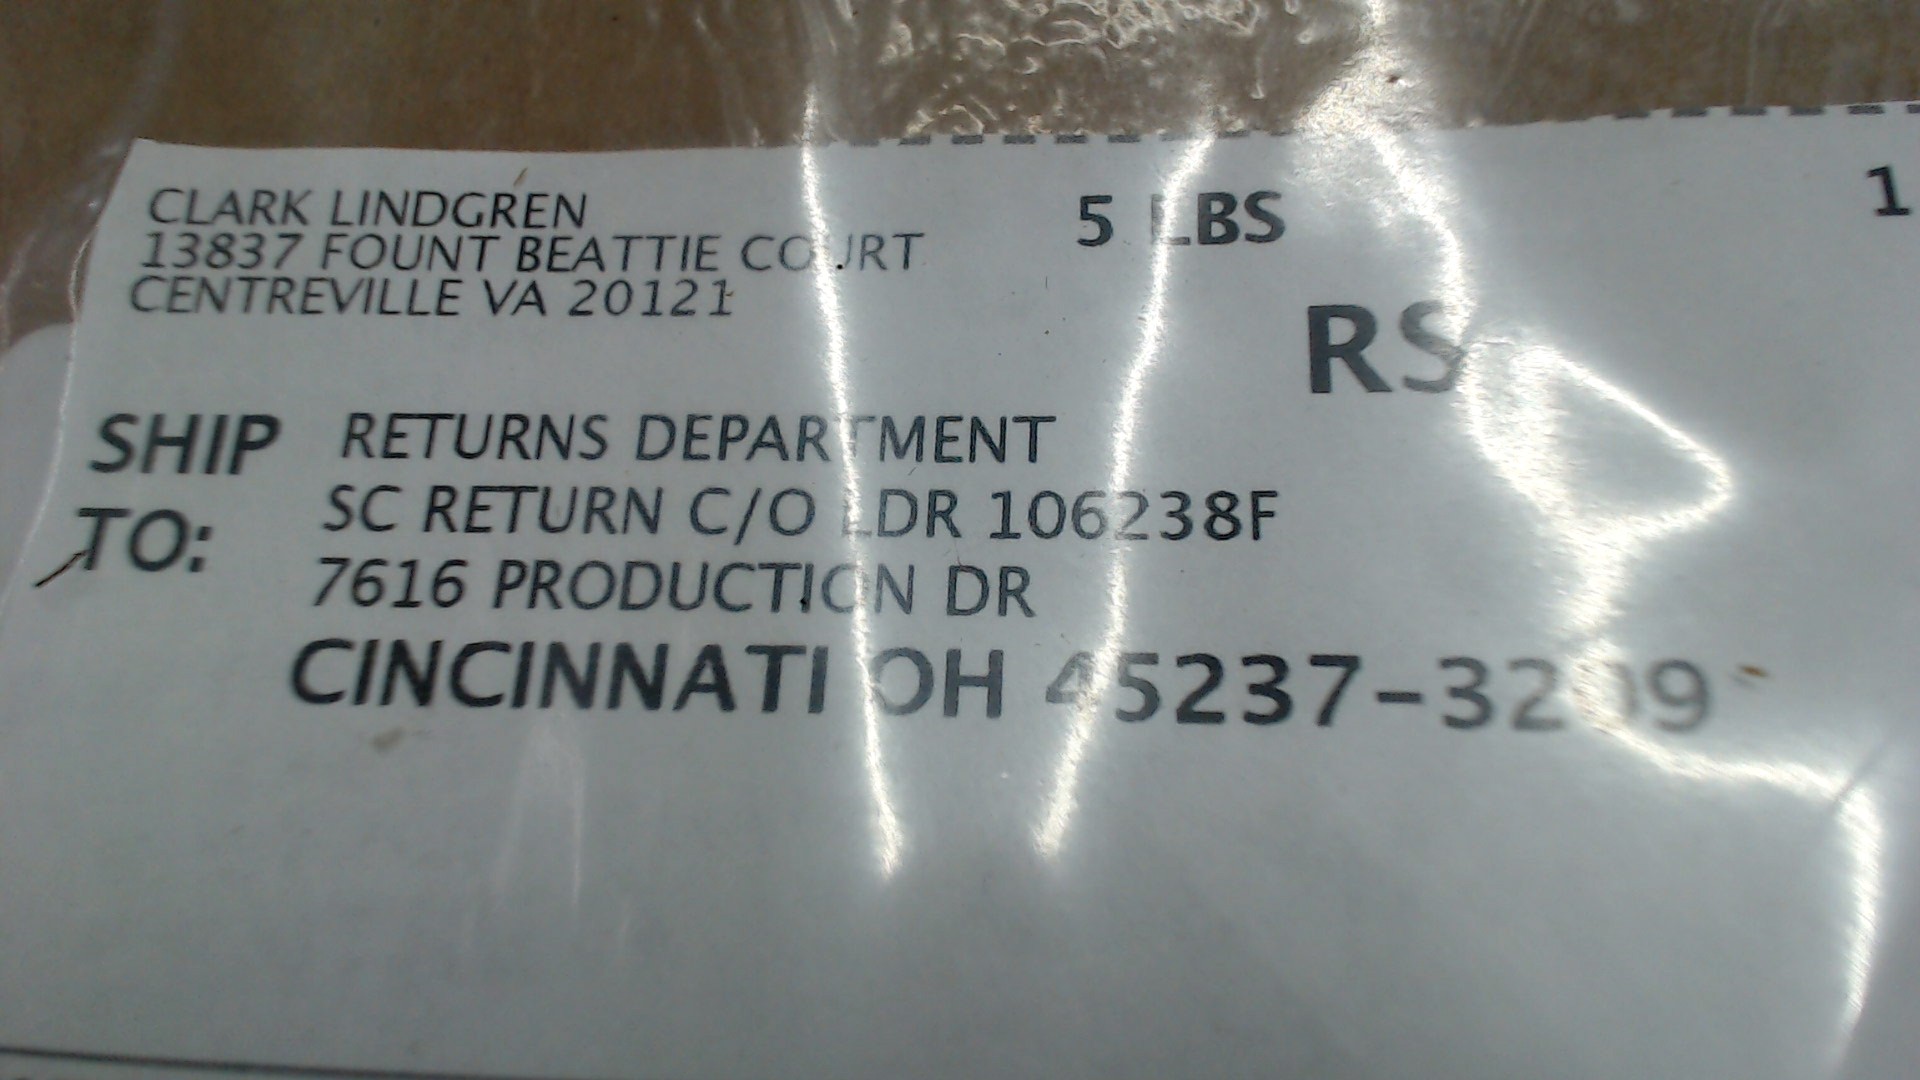 CLARK LINDGREN
13837 FOUNT BEATTIE COURT
CENTREVILLE VA 20121
5 LBS
1
RS
SHIP TO:
RETURNS DEPARTMENT
SC RETURN C/O LDR 106238F
7616 PRODUCTION DR
CINCINNATI OH 45237-3209